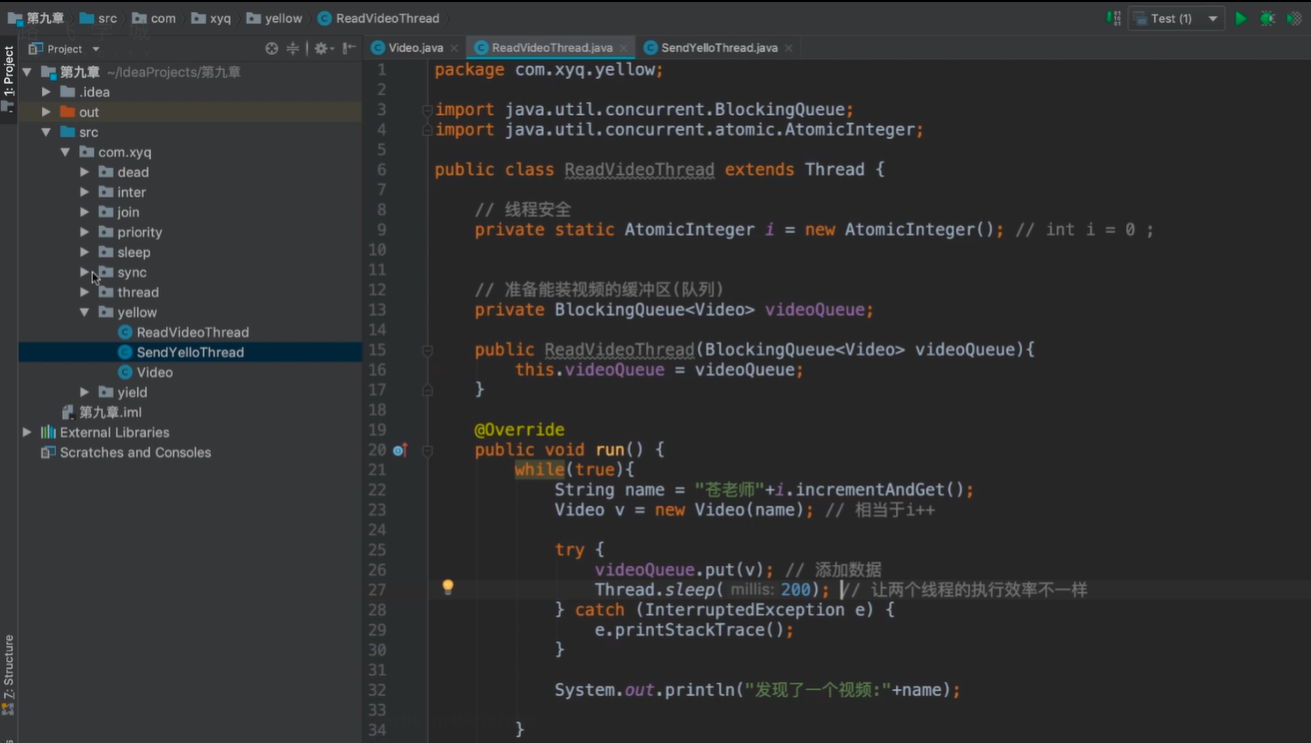 第九章 src com xyq yellow ReadVideoThread Test (1)
Project
Video.java ReadVideoThread.java SendYelloThread.java
1: Project
第九章 ~/IdeaProjects/第九章
.idea
out
src
com.xyq
dead
inter
join
priority
sleep
sync
thread
yellow
ReadVideoThread
SendYelloThread
Video
yield
第九章.iml
External Libraries
Scratches and Consoles
Z: Structure
1 package com.xyq.yellow;
2
3 import java.util.concurrent.BlockingQueue;
4 import java.util.concurrent.atomic.AtomicInteger;
5
6 public class ReadVideoThread extends Thread {
7
8 // 线程安全
9 private static AtomicInteger i = new AtomicInteger(); // int i = 0 ;
10
11
12 // 准备能装视频的缓冲区(队列)
13 private BlockingQueue<Video> videoQueue;
14
15 public ReadVideoThread(BlockingQueue<Video> videoQueue){
16 this.videoQueue = videoQueue;
17 }
18
19 @Override
20 public void run() {
21 while(true){
22 String name = "苍老师"+i.incrementAndGet();
23 Video v = new Video(name); // 相当于i++
24
25 try {
26 videoQueue.put(v); // 添加数据
27 Thread.sleep( millis: 200); // 让两个线程的执行效率不一样
28 } catch (InterruptedException e) {
29 e.printStackTrace();
30 }
31
32 System.out.println("发现了一个视频:"+name);
33
34 }